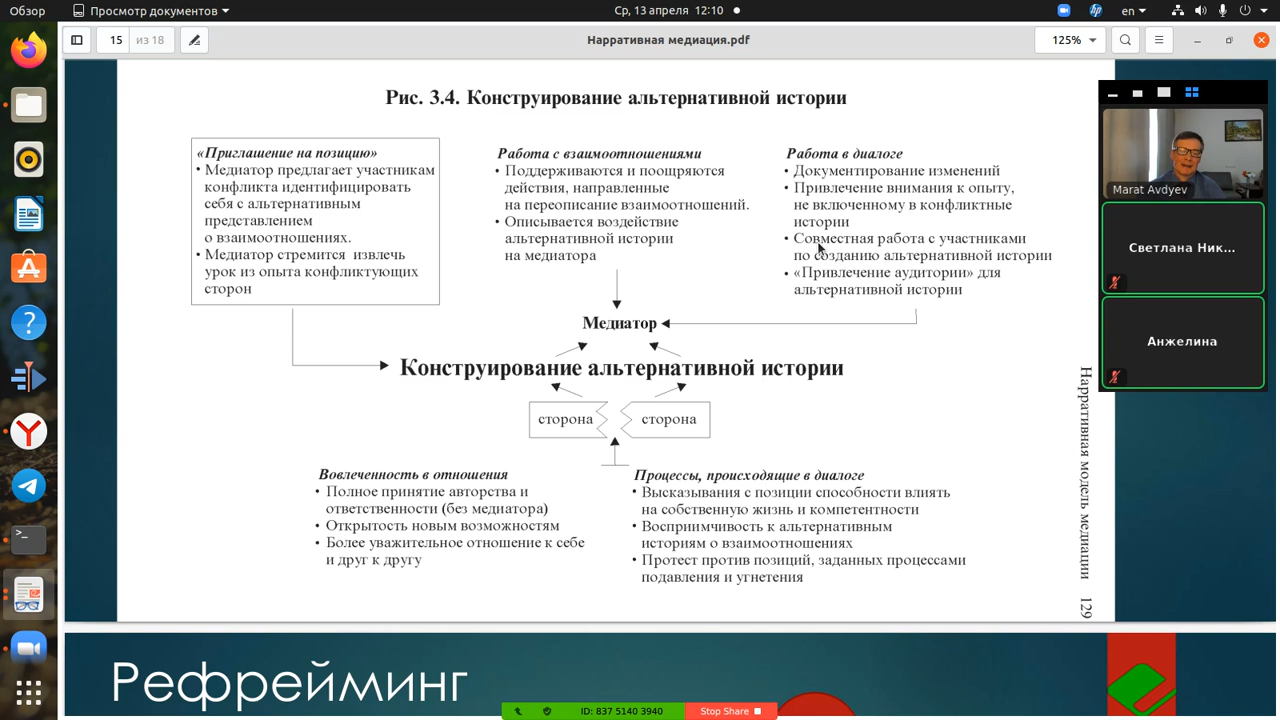 Обзор
Просмотр документов
Ср, 13 апреля 12:10
en
15
из 18
Нарративная медиация.pdf
125%
Рис. 3.4. Конструирование альтернативной истории
«Приглашение на позицию»
• Медиатор предлагает участникам
конфликта идентифицировать
себя с альтернативным
представлением
о взаимоотношениях.
• Медиатор стремится извлечь
урок из опыта конфликтующих
сторон
Работа с взаимоотношениями
• Поддерживаются и поощряются
действия, направленные
на переописание взаимоотношений.
• Описывается воздействие
альтернативной истории
на медиатора
Работа в диалоге
• Документирование изменений
• Привлечение внимания к опыту,
не включенному в конфликтные
истории
• Совместная работа с участниками
по созданию альтернативной истории
• «Привлечение аудитории» для
альтернативной истории
Медиатор
Конструирование альтернативной истории
сторона
сторона
Вовлеченность в отношения
• Полное принятие авторства и
ответственности (без медиатора)
• Открытость новым возможностям
• Более уважительное отношение к себе
и друг к другу
Процессы, происходящие в диалоге
• Высказывания с позиции способности влиять
на собственную жизнь и компетентности
• Восприимчивость к альтернативным
историям о взаимоотношениях
• Протест против позиций, заданных процессами
подавления и угнетения
Нарративная модель медиации 129
Marat Avdyev
Светлана Ник...
Анжелина
Рефрейминг
ID: 837 5140 3940
Stop Share